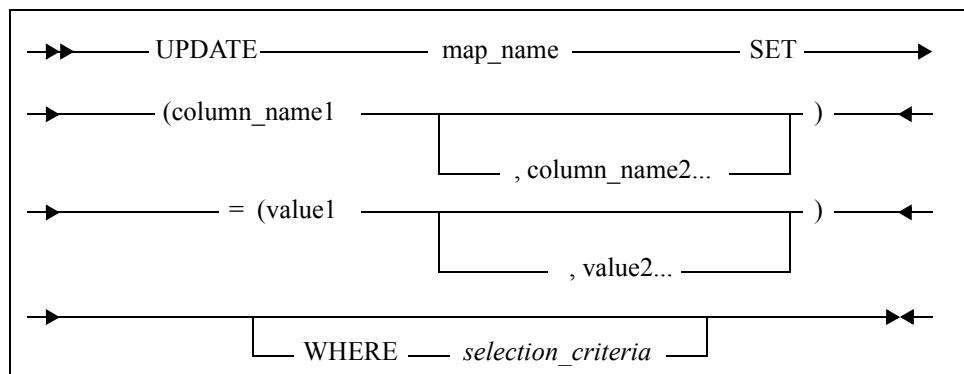 UPDATE map_name SET
(column_name1 )
, column_name2...
= (value1 )
, value2...
WHERE selection_criteria